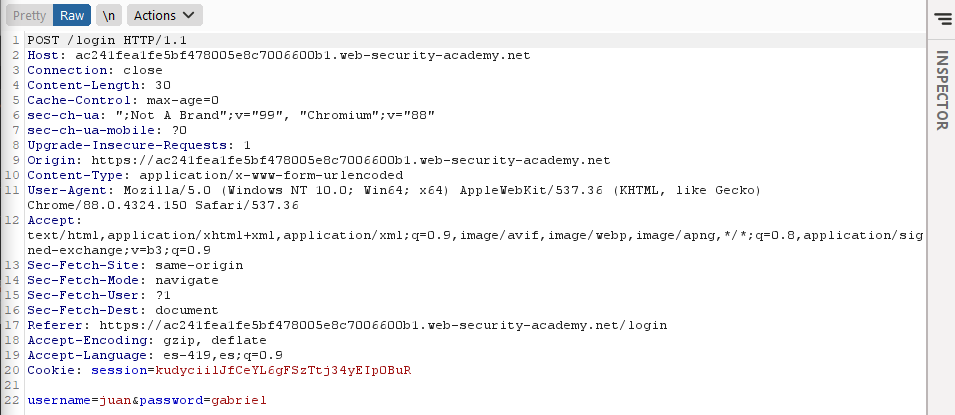 Pretty Raw \n Actions
1 POST /login HTTP/1.1
2 Host: ac241fea1fe5bf478005e8c7006600b1.web-security-academy.net
3 Connection: close
4 Content-Length: 30
5 Cache-Control: max-age=0
6 sec-ch-ua: ";Not A Brand";v="99", "Chromium";v="88"
7 sec-ch-ua-mobile: ?0
8 Upgrade-Insecure-Requests: 1
9 Origin: https://ac241fea1fe5bf478005e8c7006600b1.web-security-academy.net
10 Content-Type: application/x-www-form-urlencoded
11 User-Agent: Mozilla/5.0 (Windows NT 10.0; Win64; x64) AppleWebKit/537.36 (KHTML, like Gecko)
Chrome/88.0.4324.150 Safari/537.36
12 Accept:
text/html,application/xhtml+xml,application/xml;q=0.9,image/avif,image/webp,image/apng,*/*;q=0.8,application/sig
ned-exchange;v=b3;q=0.9
13 Sec-Fetch-Site: same-origin
14 Sec-Fetch-Mode: navigate
15 Sec-Fetch-User: ?1
16 Sec-Fetch-Dest: document
17 Referer: https://ac241fea1fe5bf478005e8c7006600b1.web-security-academy.net/login
18 Accept-Encoding: gzip, deflate
19 Accept-Language: es-419,es;q=0.9
20 Cookie: session=kudyciilJfCeYL6gFSzTtj34yEIpOBuR
21
22 username=juan&password=gabriel
INSPECTOR